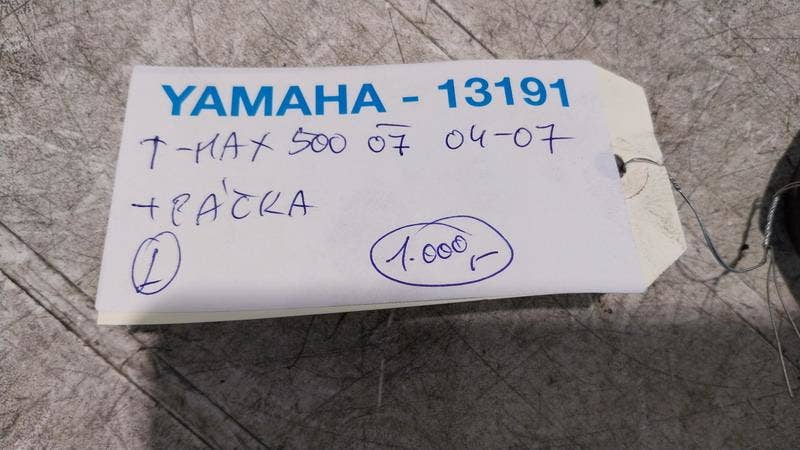 YAMAHA - 13191
T-MAX 500 07 04-07
+PÁČKA
1 1.000,-